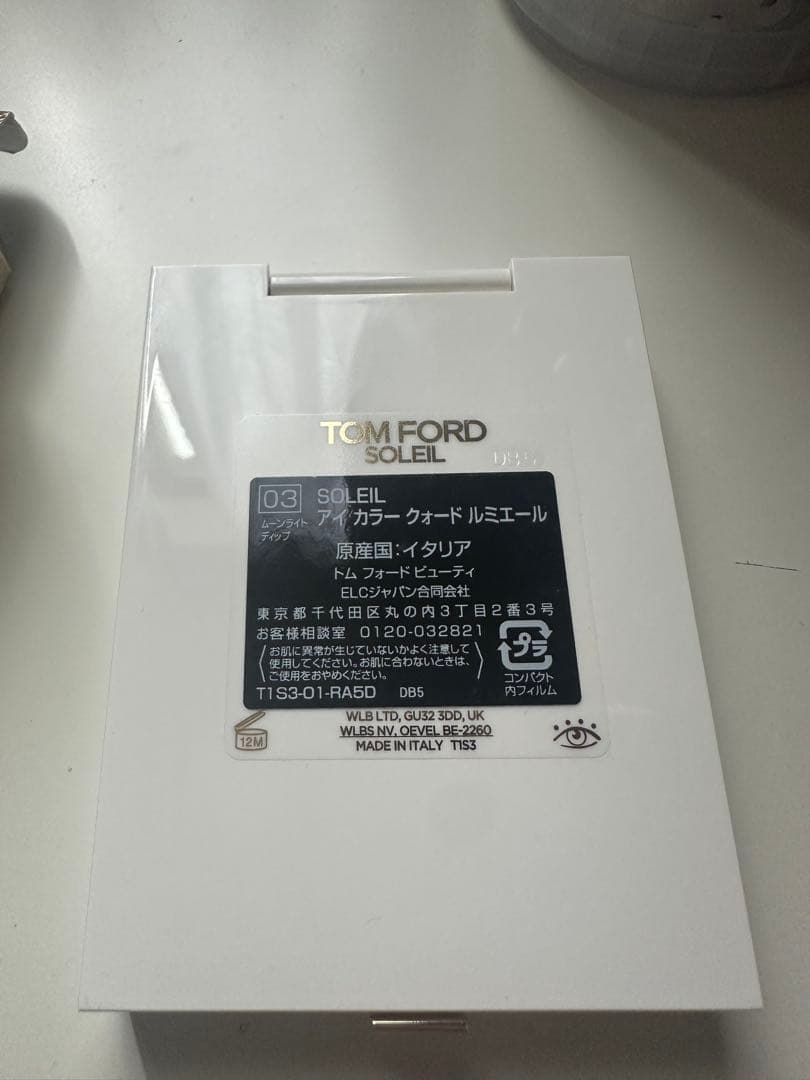 TOM FORD
SOLEIL
DB5
03 SOLEIL
ムーンライト ディップ
アイ カラー クォード ルミエール
原産国:イタリア
トム フォード ビューティ
ELCジャパン合同会社
東京都千代田区丸の内3丁目2番3号
お客様相談室 0120-032821
お肌に異常が生じていないかよく注意して
使用してください。お肌に合わないときは、
ご使用をおやめください。
プラ
コンパクト
内フィルム
T1S3-01-RA5D DB5
12M
WLB LTD, GU32 3DD, UK
WLBS NV, OEVEL BE-2260
MADE IN ITALY T1S3